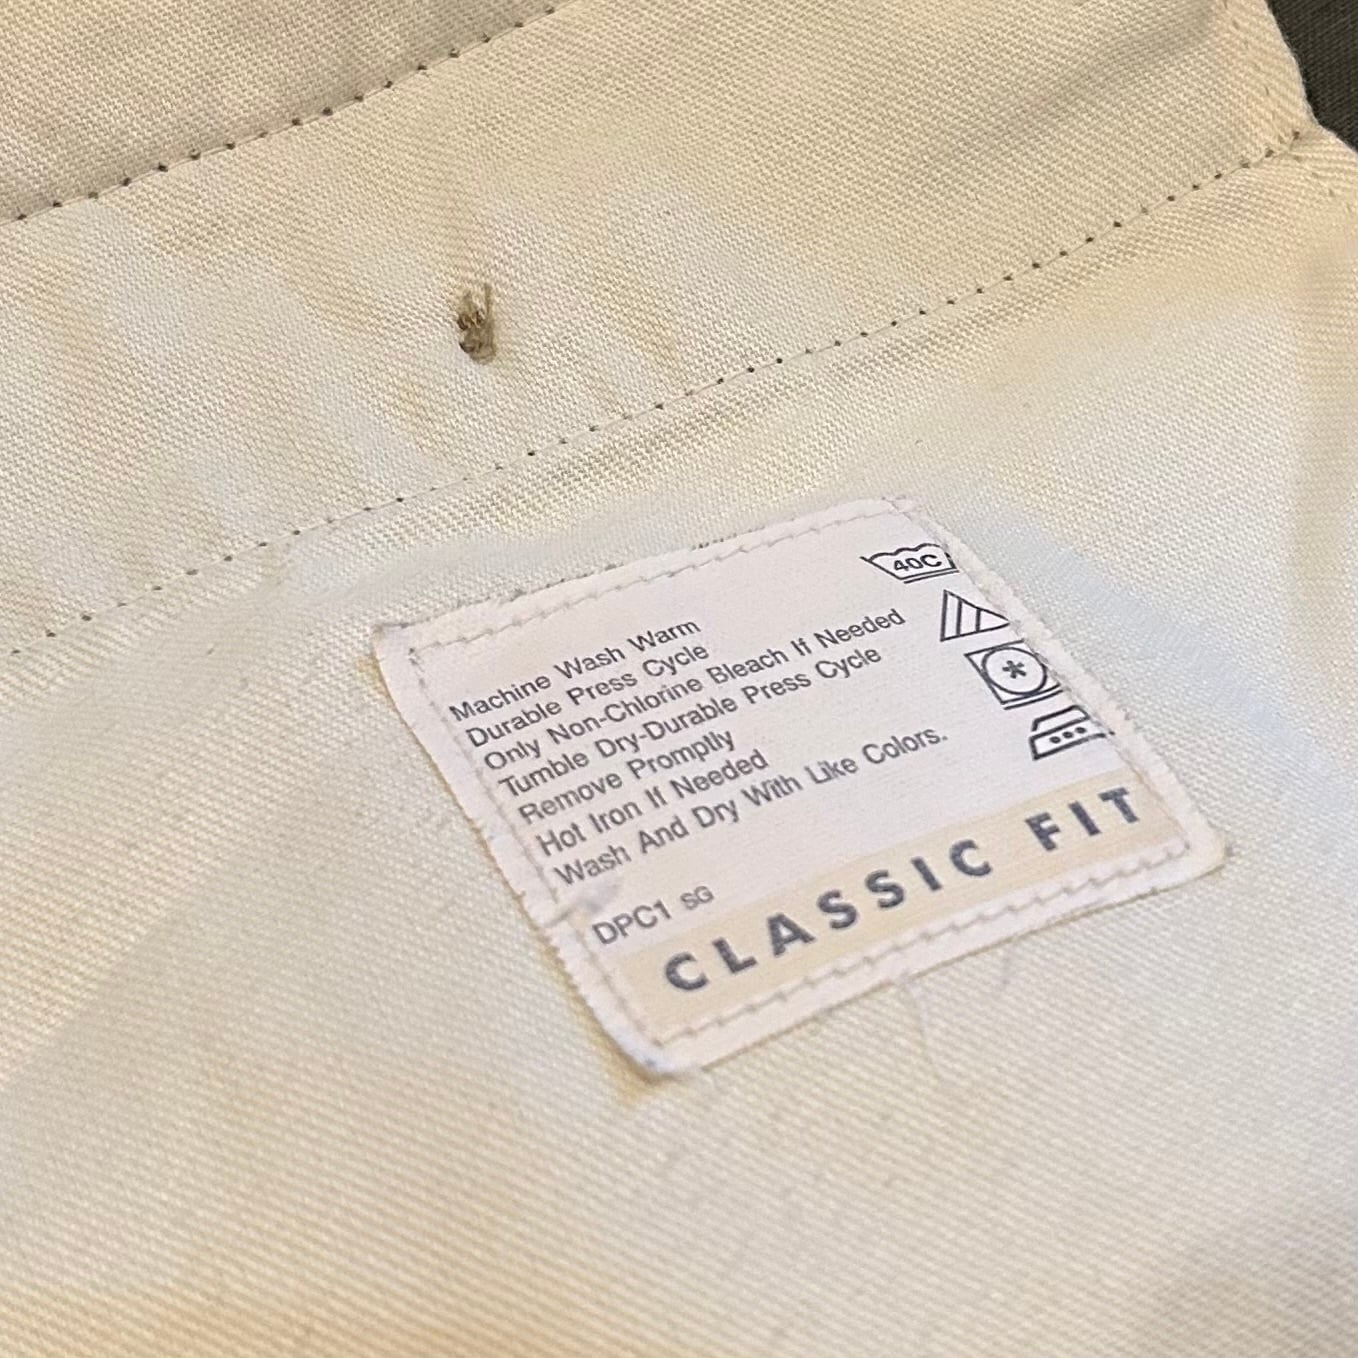 40C
Machine Wash Warm
Durable Press Cycle
Only Non-Chlorine Bleach If Needed
Tumble Dry-Durable Press Cycle
Remove Promptly
Hot Iron If Needed
Wash And Dry With Like Colors.
DPC1 SG
CLASSIC FIT